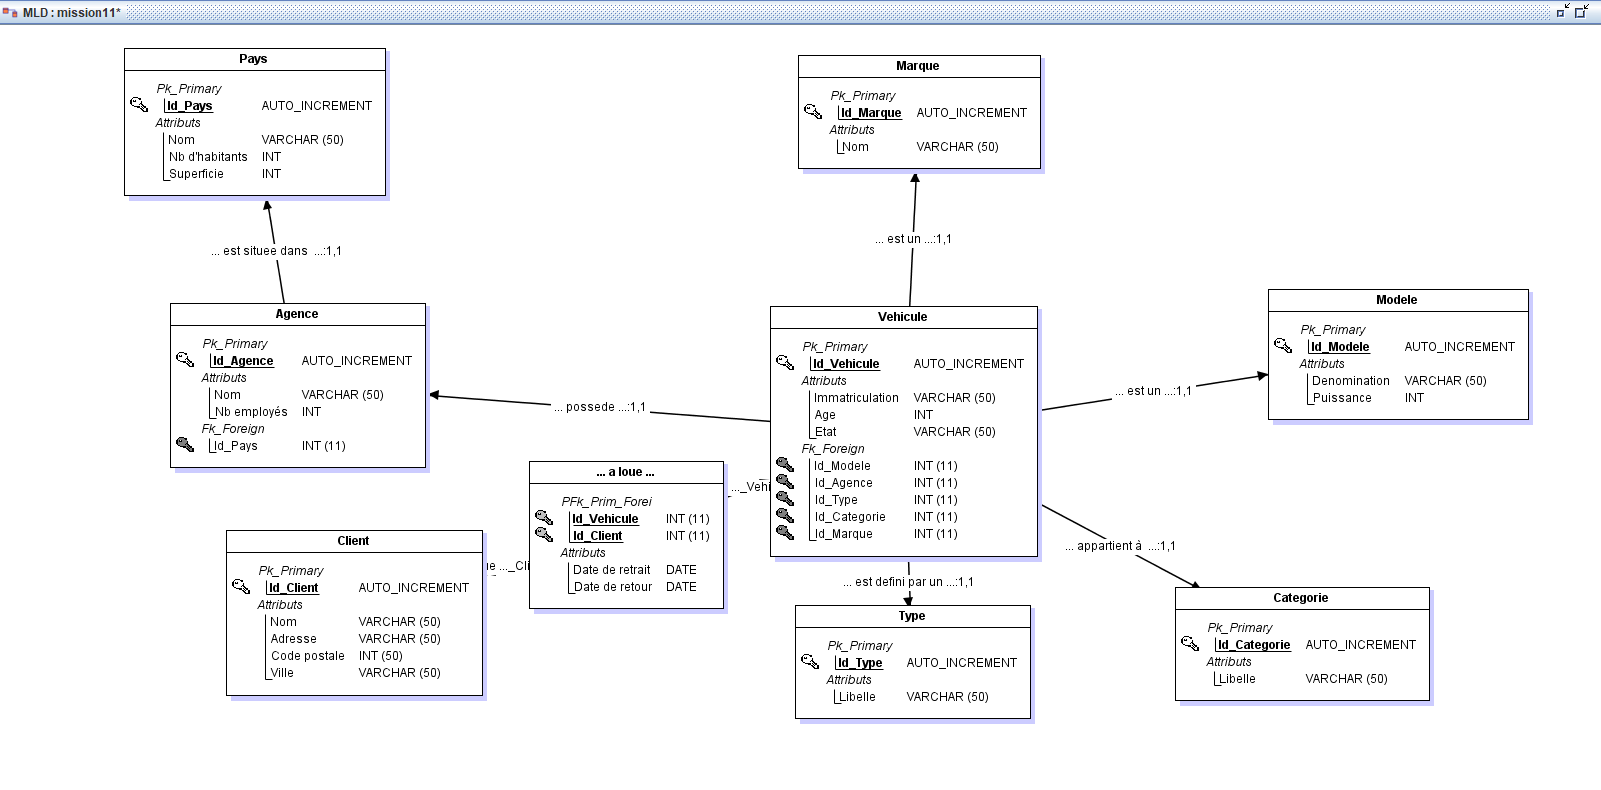 MLD : mission11*
Pays
Pk_Primary
Id_Pays AUTO_INCREMENT
Attributs
Nom VARCHAR (50)
Nb d'habitants INT
Superficie INT
Marque
Pk_Primary
Id_Marque AUTO_INCREMENT
Attributs
Nom VARCHAR (50)
... est situee dans ...:1,1
... est un ...:1,1
Agence
Pk_Primary
Id_Agence AUTO_INCREMENT
Attributs
Nom VARCHAR (50)
Nb employés INT
Fk_Foreign
Id_Pays INT (11)
... possede ...:1,1
Vehicule
Pk_Primary
Id_Vehicule AUTO_INCREMENT
Attributs
Immatriculation VARCHAR (50)
Age INT
Etat VARCHAR (50)
Fk_Foreign
Id_Modele INT (11)
Id_Agence INT (11)
Id_Type INT (11)
Id_Categorie INT (11)
Id_Marque INT (11)
... est un ...:1,1
Modele
Pk_Primary
Id_Modele AUTO_INCREMENT
Attributs
Denomination VARCHAR (50)
Puissance INT
... a loue ...
PFk_Prim_Forei
Id_Vehicule INT (11)
Id_Client INT (11)
Attributs
Date de retrait DATE
Date de retour DATE
..._Vehi
ue ..._Cli
Client
Pk_Primary
Id_Client AUTO_INCREMENT
Attributs
Nom VARCHAR (50)
Adresse VARCHAR (50)
Code postale INT (50)
Ville VARCHAR (50)
... est defini par un ...:1,1
... appartient à ...:1,1
Type
Pk_Primary
Id_Type AUTO_INCREMENT
Attributs
Libelle VARCHAR (50)
Categorie
Pk_Primary
Id_Categorie AUTO_INCREMENT
Attributs
Libelle VARCHAR (50)